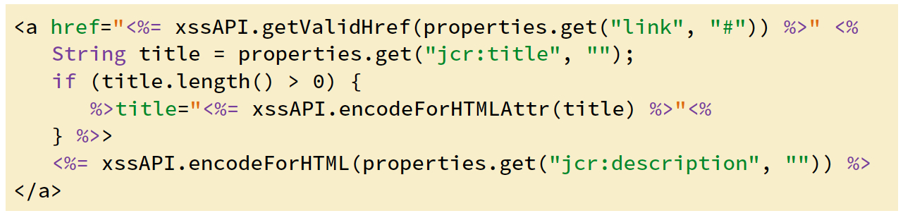 <a href="<%= xssAPI.getValidHref(properties.get("link", "#")) %>" <%
String title = properties.get("jcr:title", "");
if (title.length() > 0) {
%>title="<%= xssAPI.encodeForHTMLAttr(title) %>"<%
} %>>
<%= xssAPI.encodeForHTML(properties.get("jcr:description", "")) %>
</a>